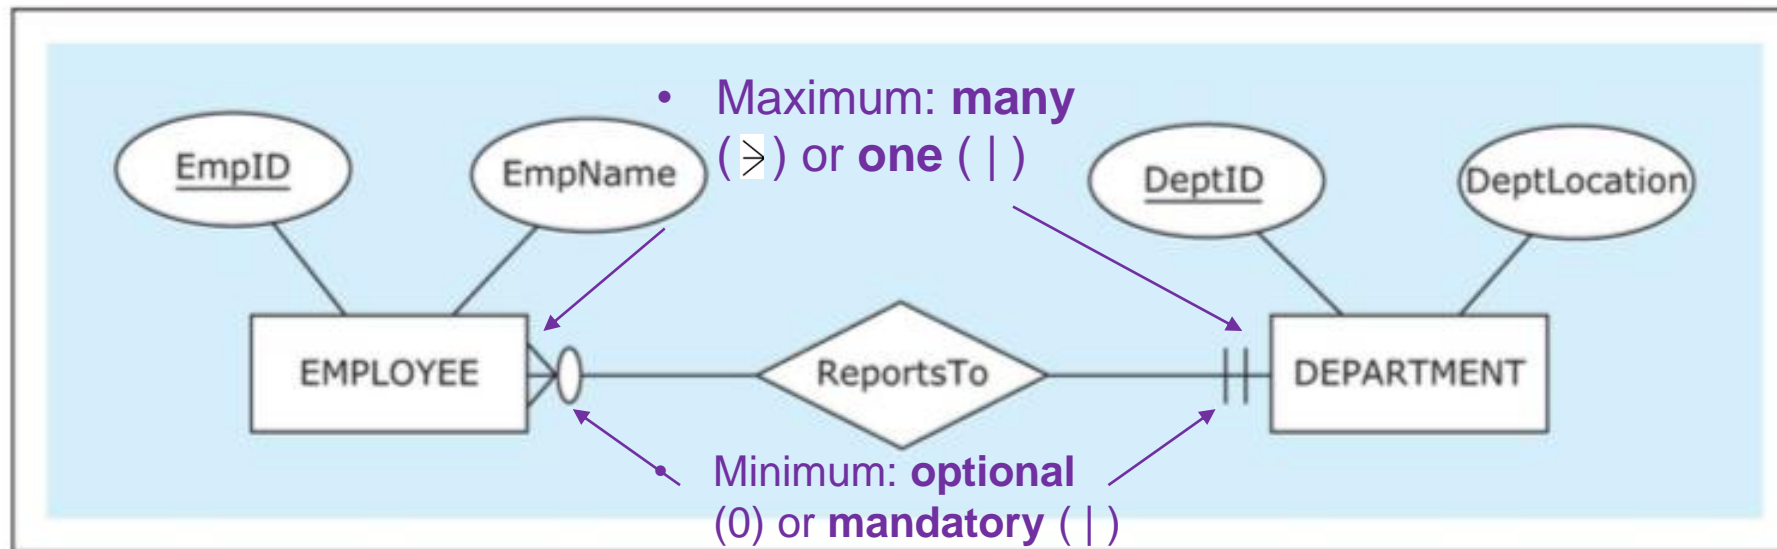 • Maximum: many
( ⋺ ) or one ( | )
EmpID
EmpName
DeptID
DeptLocation
EMPLOYEE
ReportsTo
DEPARTMENT
• Minimum: optional
(0) or mandatory ( | )